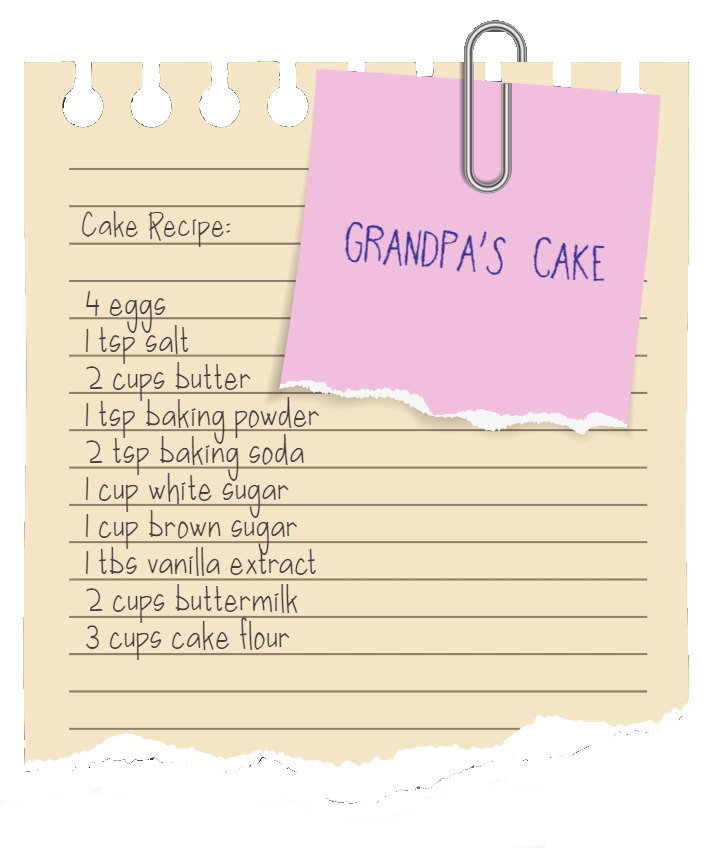 GRANDPA'S CAKE
Cake Recipe:
4 eggs
1 tsp salt
2 cups butter
1 tsp baking powder
2 tsp baking soda
1 cup white sugar
1 cup brown sugar
1 tbs vanilla extract
2 cups buttermilk
3 cups cake flour